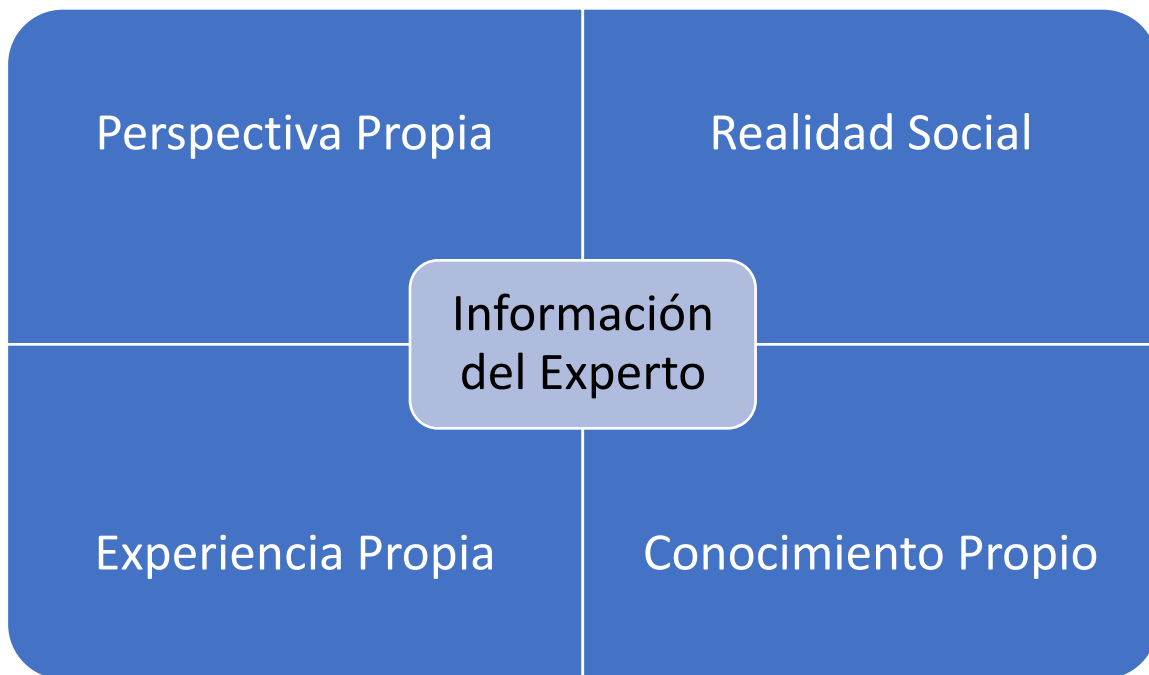 Perspectiva Propia
Realidad Social
Información
del Experto
Experiencia Propia
Conocimiento Propio